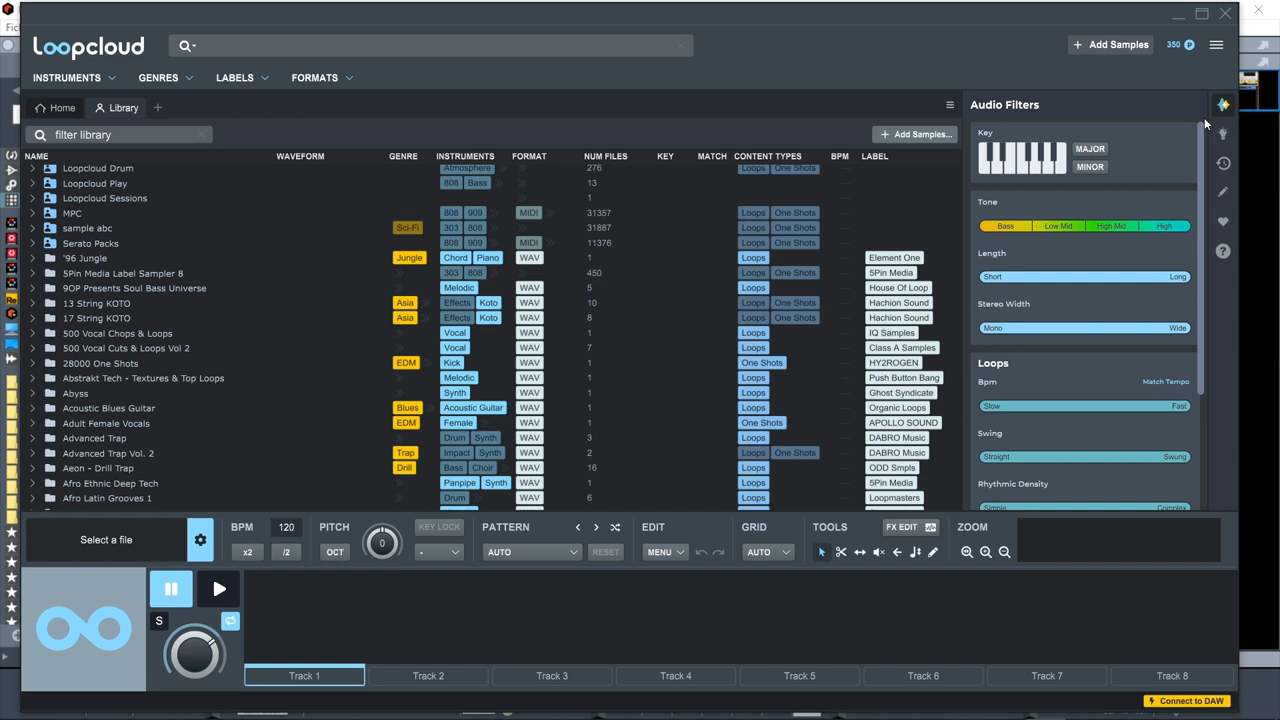 Fich
Loopcloud
+ Add Samples
350 P
INSTRUMENTS GENRES LABELS FORMATS
Home Library +
Audio Filters
filter library
+ Add Samples...
NAME WAVEFORM GENRE INSTRUMENTS FORMAT NUM FILES KEY MATCH CONTENT TYPES BPM LABEL
Loopcloud Drum Atmosphere 276 Loops One Shots
Loopcloud Play 808 Bass 13 Loops One Shots
Loopcloud Sessions 1
MPC 808 909 MIDI 31357 Loops One Shots
sample abc Sci-Fi 303 808 31887 Loops One Shots
Serato Packs 808 909 MIDI 11376 Loops One Shots
'96 Jungle Jungle Chord Piano WAV 1 Loops Element One
5Pin Media Label Sampler 8 303 808 450 Loops One Shots 5Pin Media
9OP Presents Soul Bass Universe Melodic WAV 5 Loops House Of Loop
13 String KOTO Asia Effects Koto WAV 10 Loops One Shots Hachion Sound
17 String KOTO Asia Effects Koto WAV 8 Loops One Shots Hachion Sound
500 Vocal Chops & Loops Vocal WAV 1 Loops IQ Samples
500 Vocal Cuts & Loops Vol 2 Vocal WAV 7 Loops Class A Samples
28000 One Shots EDM Kick WAV 1 One Shots HY2ROGEN
Abstrakt Tech - Textures & Top Loops Melodic WAV 1 Loops Push Button Bang
Abyss Synth WAV 1 Loops Ghost Syndicate
Acoustic Blues Guitar Blues Acoustic Guitar WAV 1 Loops Organic Loops
Adult Female Vocals EDM Female WAV 1 One Shots APOLLO SOUND
Advanced Trap Drum Synth WAV 3 Loops DABRO Music
Advanced Trap Vol. 2 Trap Impact Synth WAV 2 Loops One Shots DABRO Music
Aeon - Drill Trap Drill Bass Choir WAV 16 Loops ODD Smpls
Afro Ethnic Deep Tech Panpipe Synth WAV 1 Loops 5Pin Media
Afro Latin Grooves 1 Drum WAV 6 Loops Loopmasters
Key
MAJOR
MINOR
Tone
Bass Low Mid High Mid High
Length
Short Long
Stereo Width
Mono Wide
Loops
Bpm Match Tempo
Slow Fast
Swing
Straight Swung
Rhythmic Density
Simple Complex
Select a file
BPM 120 PITCH KEY LOCK PATTERN EDIT GRID TOOLS FX EDIT ZOOM
x2 /2 OCT 0 - AUTO RESET MENU AUTO
S
Track 1 Track 2 Track 3 Track 4 Track 5 Track 6 Track 7 Track 8
Connect to DAW